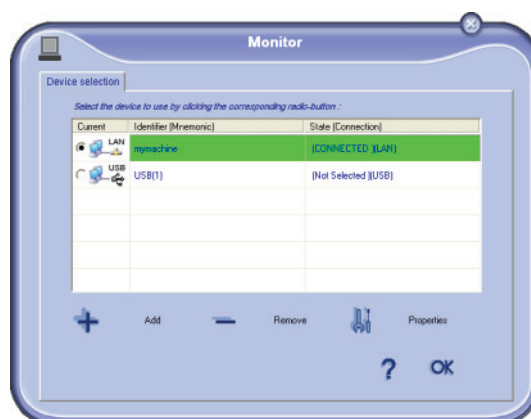 Monitor
Device selection
Select the device to use by clicking the corresponding radio-button :
Current Identifier (Mnemonic) State (Connection)
LAN mymachine (CONNECTED )(LAN)
USB USB(1) (Not Selected )(USB)
Add Remove Properties
? OK